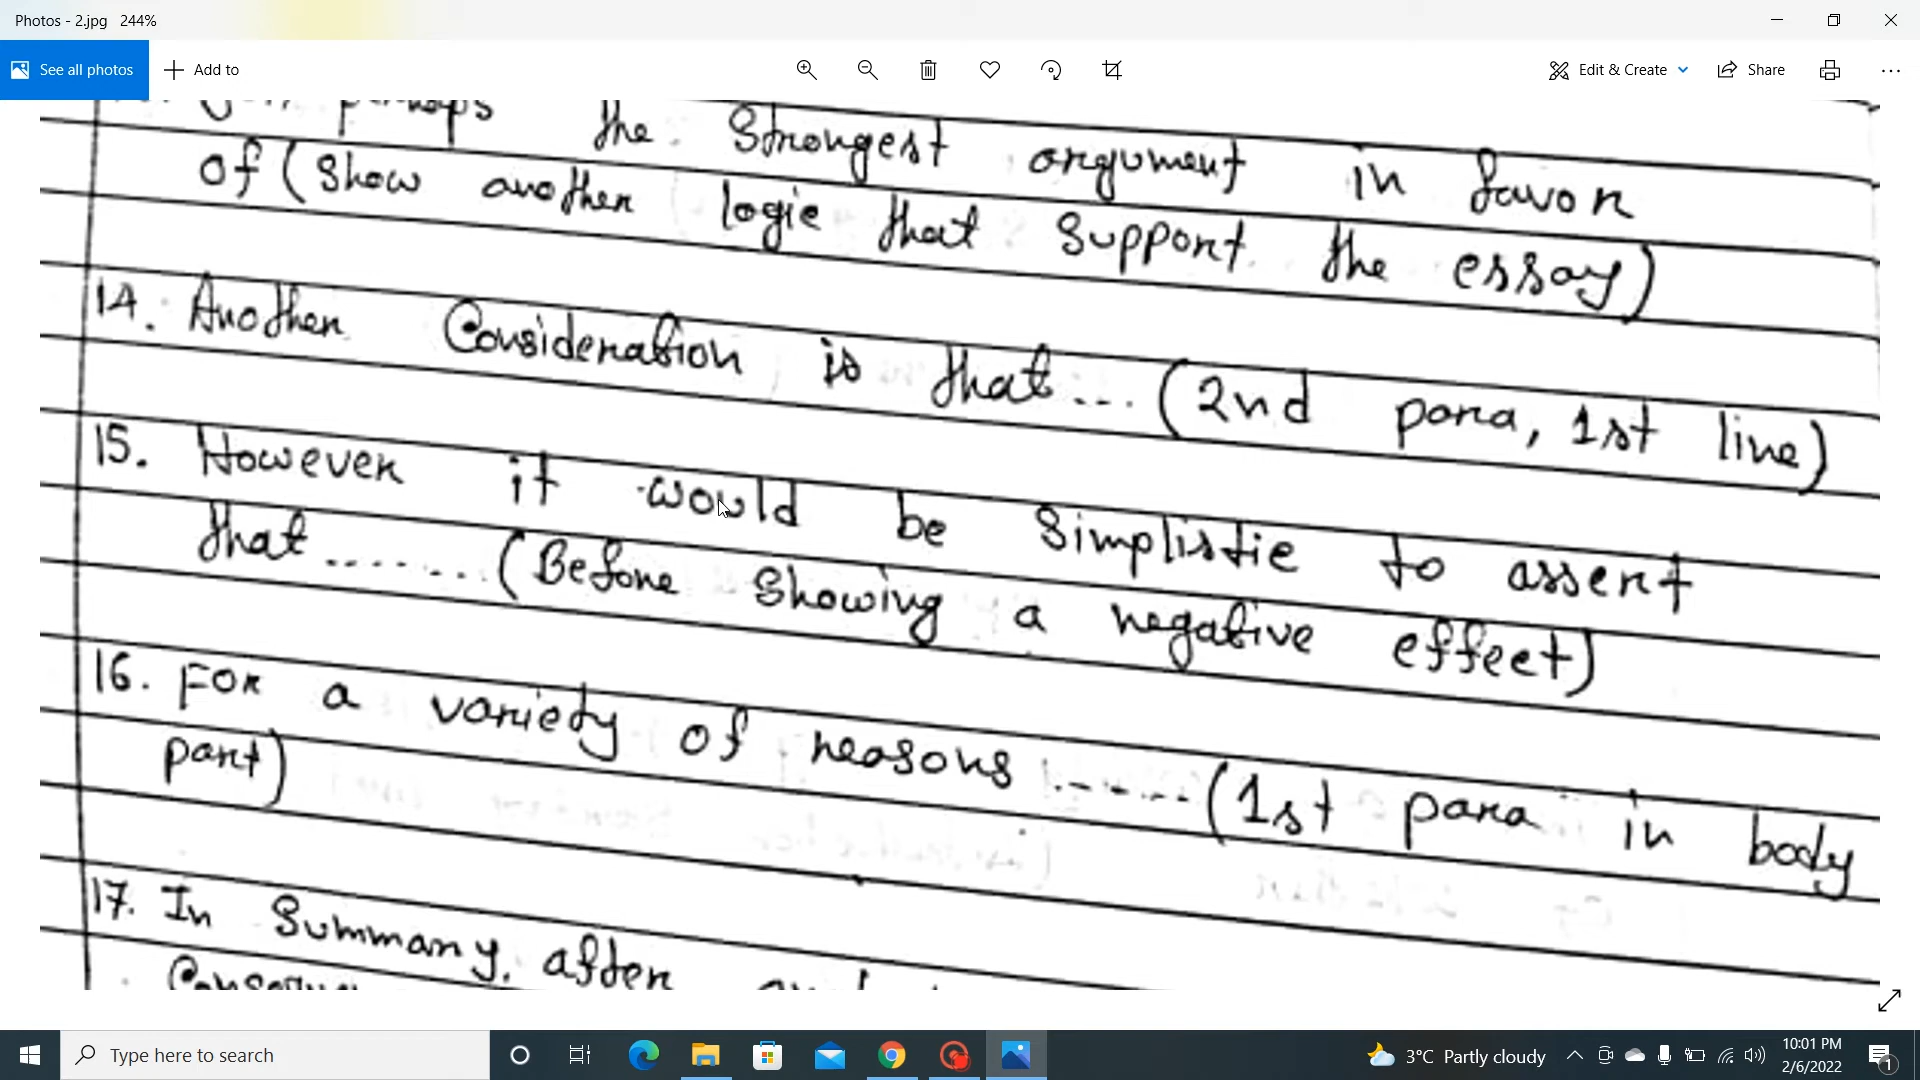 Photos - 2.jpg 244%
See all photos
Add to
Edit & Create
Share
perhaps the strongest argument in favor
of (Show another logic that support the essay)
14. Another Consideration is that... (2nd para, 1st line)
15. However it would be simplistic to assert
that ....... (Before showing a negative effect)
16. For a variety of reasons ...... (1st para in body
part)
17. In Summary, after
Type here to search
3°C Partly cloudy
10:01 PM
2/6/2022
1